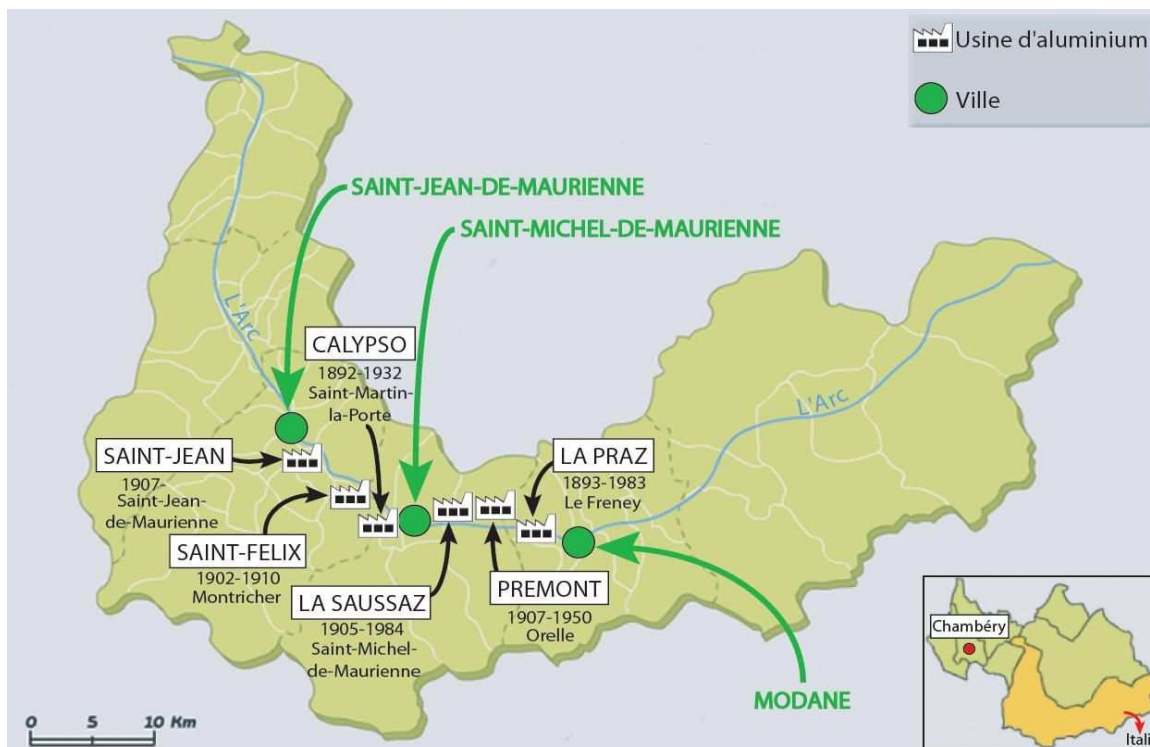 Usine d'aluminium
Ville
SAINT-JEAN-DE-MAURIENNE
SAINT-MICHEL-DE-MAURIENNE
L'Arc
CALYPSO
1892-1932
Saint-Martin-
la-Porte
L'Arc
SAINT-JEAN
1907-
Saint-Jean-
de-Maurienne
LA PRAZ
1893-1983
Le Freney
SAINT-FELIX
1902-1910
Montricher
LA SAUSSAZ
1905-1984
Saint-Michel-
de-Maurienne
PREMONT
1907-1950
Orelle
MODANE
Chambéry
Itali
0 5 10 Km